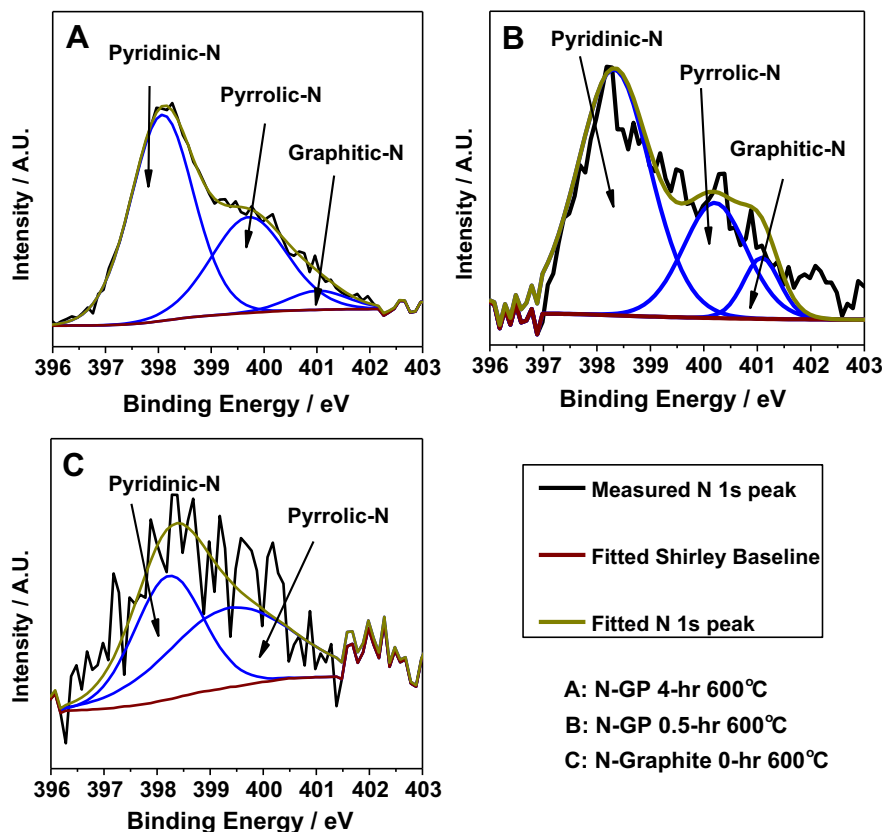 A
Pyridinic-N
Pyrrolic-N
Graphitic-N
Intensity / A.U.
396 397 398 399 400 401 402 403
Binding Energy / eV
B
Pyridinic-N
Pyrrolic-N
Graphitic-N
Intensity / A.U.
396 397 398 399 400 401 402 403
Binding Energy / eV
C
Pyridinic-N
Pyrrolic-N
Intensity / A.U.
396 397 398 399 400 401 402 403
Binding Energy / eV
Measured N 1s peak
Fitted Shirley Baseline
Fitted N 1s peak
A: N-GP 4-hr 600°C
B: N-GP 0.5-hr 600°C
C: N-Graphite 0-hr 600°C